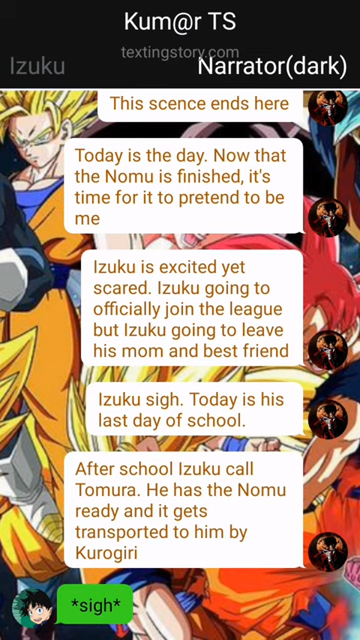 Kum@r TS
textingstory.com
Izuku
Narrator(dark)
This scence ends here
Today is the day. Now that
the Nomu is finished, it's
time for it to pretend to be
me
Izuku is excited yet
scared. Izuku going to
officially join the league
but Izuku going to leave
his mom and best friend
Izuku sigh. Today is his
last day of school.
After school Izuku call
Tomura. He has the Nomu
ready and it gets
transported to him by
Kurogiri
*sigh*